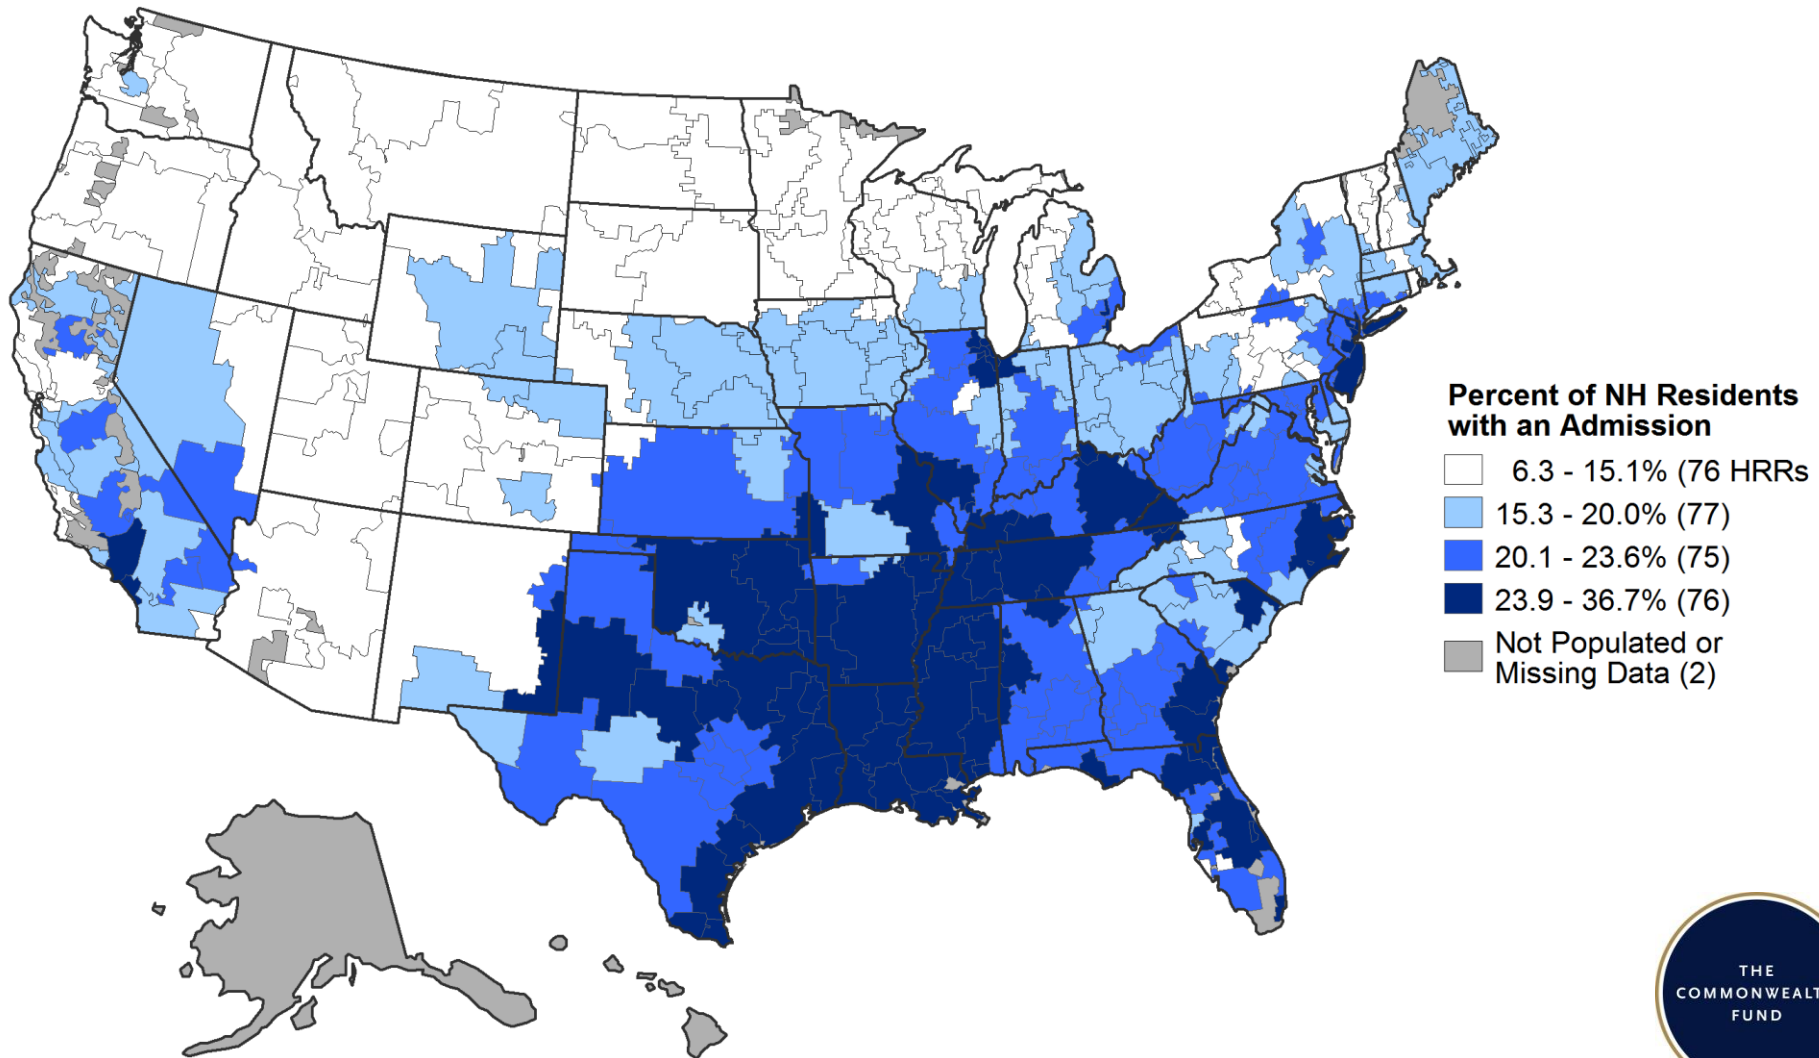 Percent of NH Residents
with an Admission
6.3 - 15.1% (76 HRRs
15.3 - 20.0% (77)
20.1 - 23.6% (75)
23.9 - 36.7% (76)
Not Populated or
Missing Data (2)
THE
COMMONWEALT
FUND